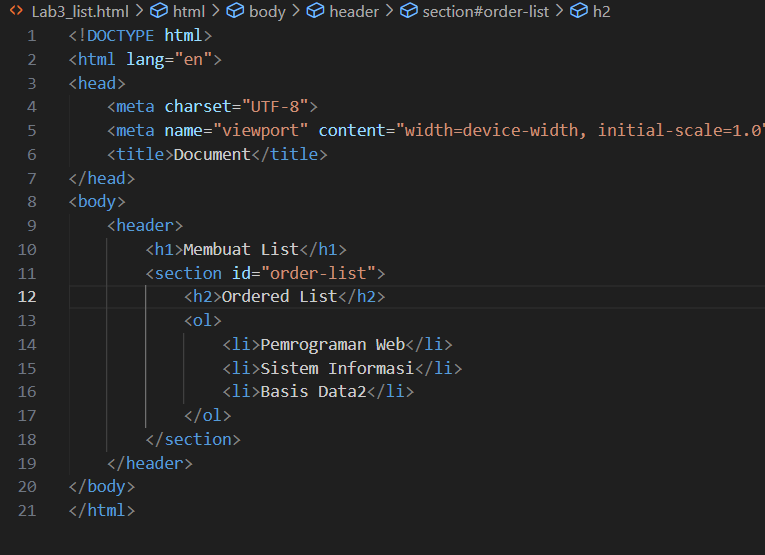 <> Lab3_list.html > html > body > header > section#order-list > h2
1 <!DOCTYPE html>
2 <html lang="en">
3 <head>
4     <meta charset="UTF-8">
5     <meta name="viewport" content="width=device-width, initial-scale=1.0"
6     <title>Document</title>
7 </head>
8 <body>
9     <header>
10         <h1>Membuat List</h1>
11         <section id="order-list">
12             <h2>Ordered List</h2>
13             <ol>
14                 <li>Pemrograman Web</li>
15                 <li>Sistem Informasi</li>
16                 <li>Basis Data2</li>
17             </ol>
18         </section>
19     </header>
20 </body>
21 </html>